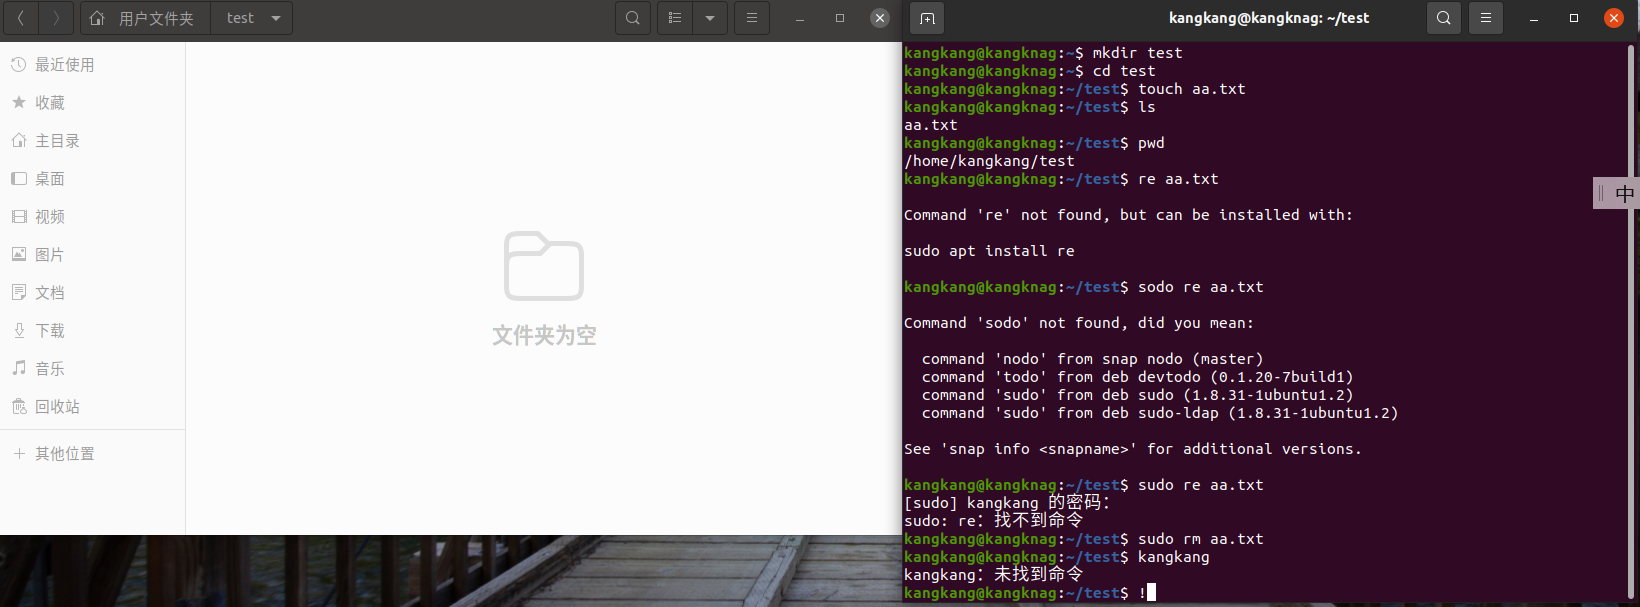 用户文件夹
test
最近使用
收藏
主目录
桌面
视频
图片
文档
下载
音乐
回收站
+ 其他位置
文件夹为空
kangkang@kangknag: ~/test
kangkang@kangknag:~$ mkdir test
kangkang@kangknag:~$ cd test
kangkang@kangknag:~/test$ touch aa.txt
kangkang@kangknag:~/test$ ls
aa.txt
kangkang@kangknag:~/test$ pwd
/home/kangkang/test
kangkang@kangknag:~/test$ re aa.txt
Command 're' not found, but can be installed with:
sudo apt install re
kangkang@kangknag:~/test$ sodo re aa.txt
Command 'sodo' not found, did you mean:
command 'nodo' from snap nodo (master)
command 'todo' from deb devtodo (0.1.20-7build1)
command 'sudo' from deb sudo (1.8.31-1ubuntu1.2)
command 'sudo' from deb sudo-ldap (1.8.31-1ubuntu1.2)
See 'snap info <snapname>' for additional versions.
kangkang@kangknag:~/test$ sudo re aa.txt
[sudo] kangkang 的密码：
sudo: re：找不到命令
kangkang@kangknag:~/test$ sudo rm aa.txt
kangkang@kangknag:~/test$ kangkang
kangkang：未找到命令
kangkang@kangknag:~/test$ !
中